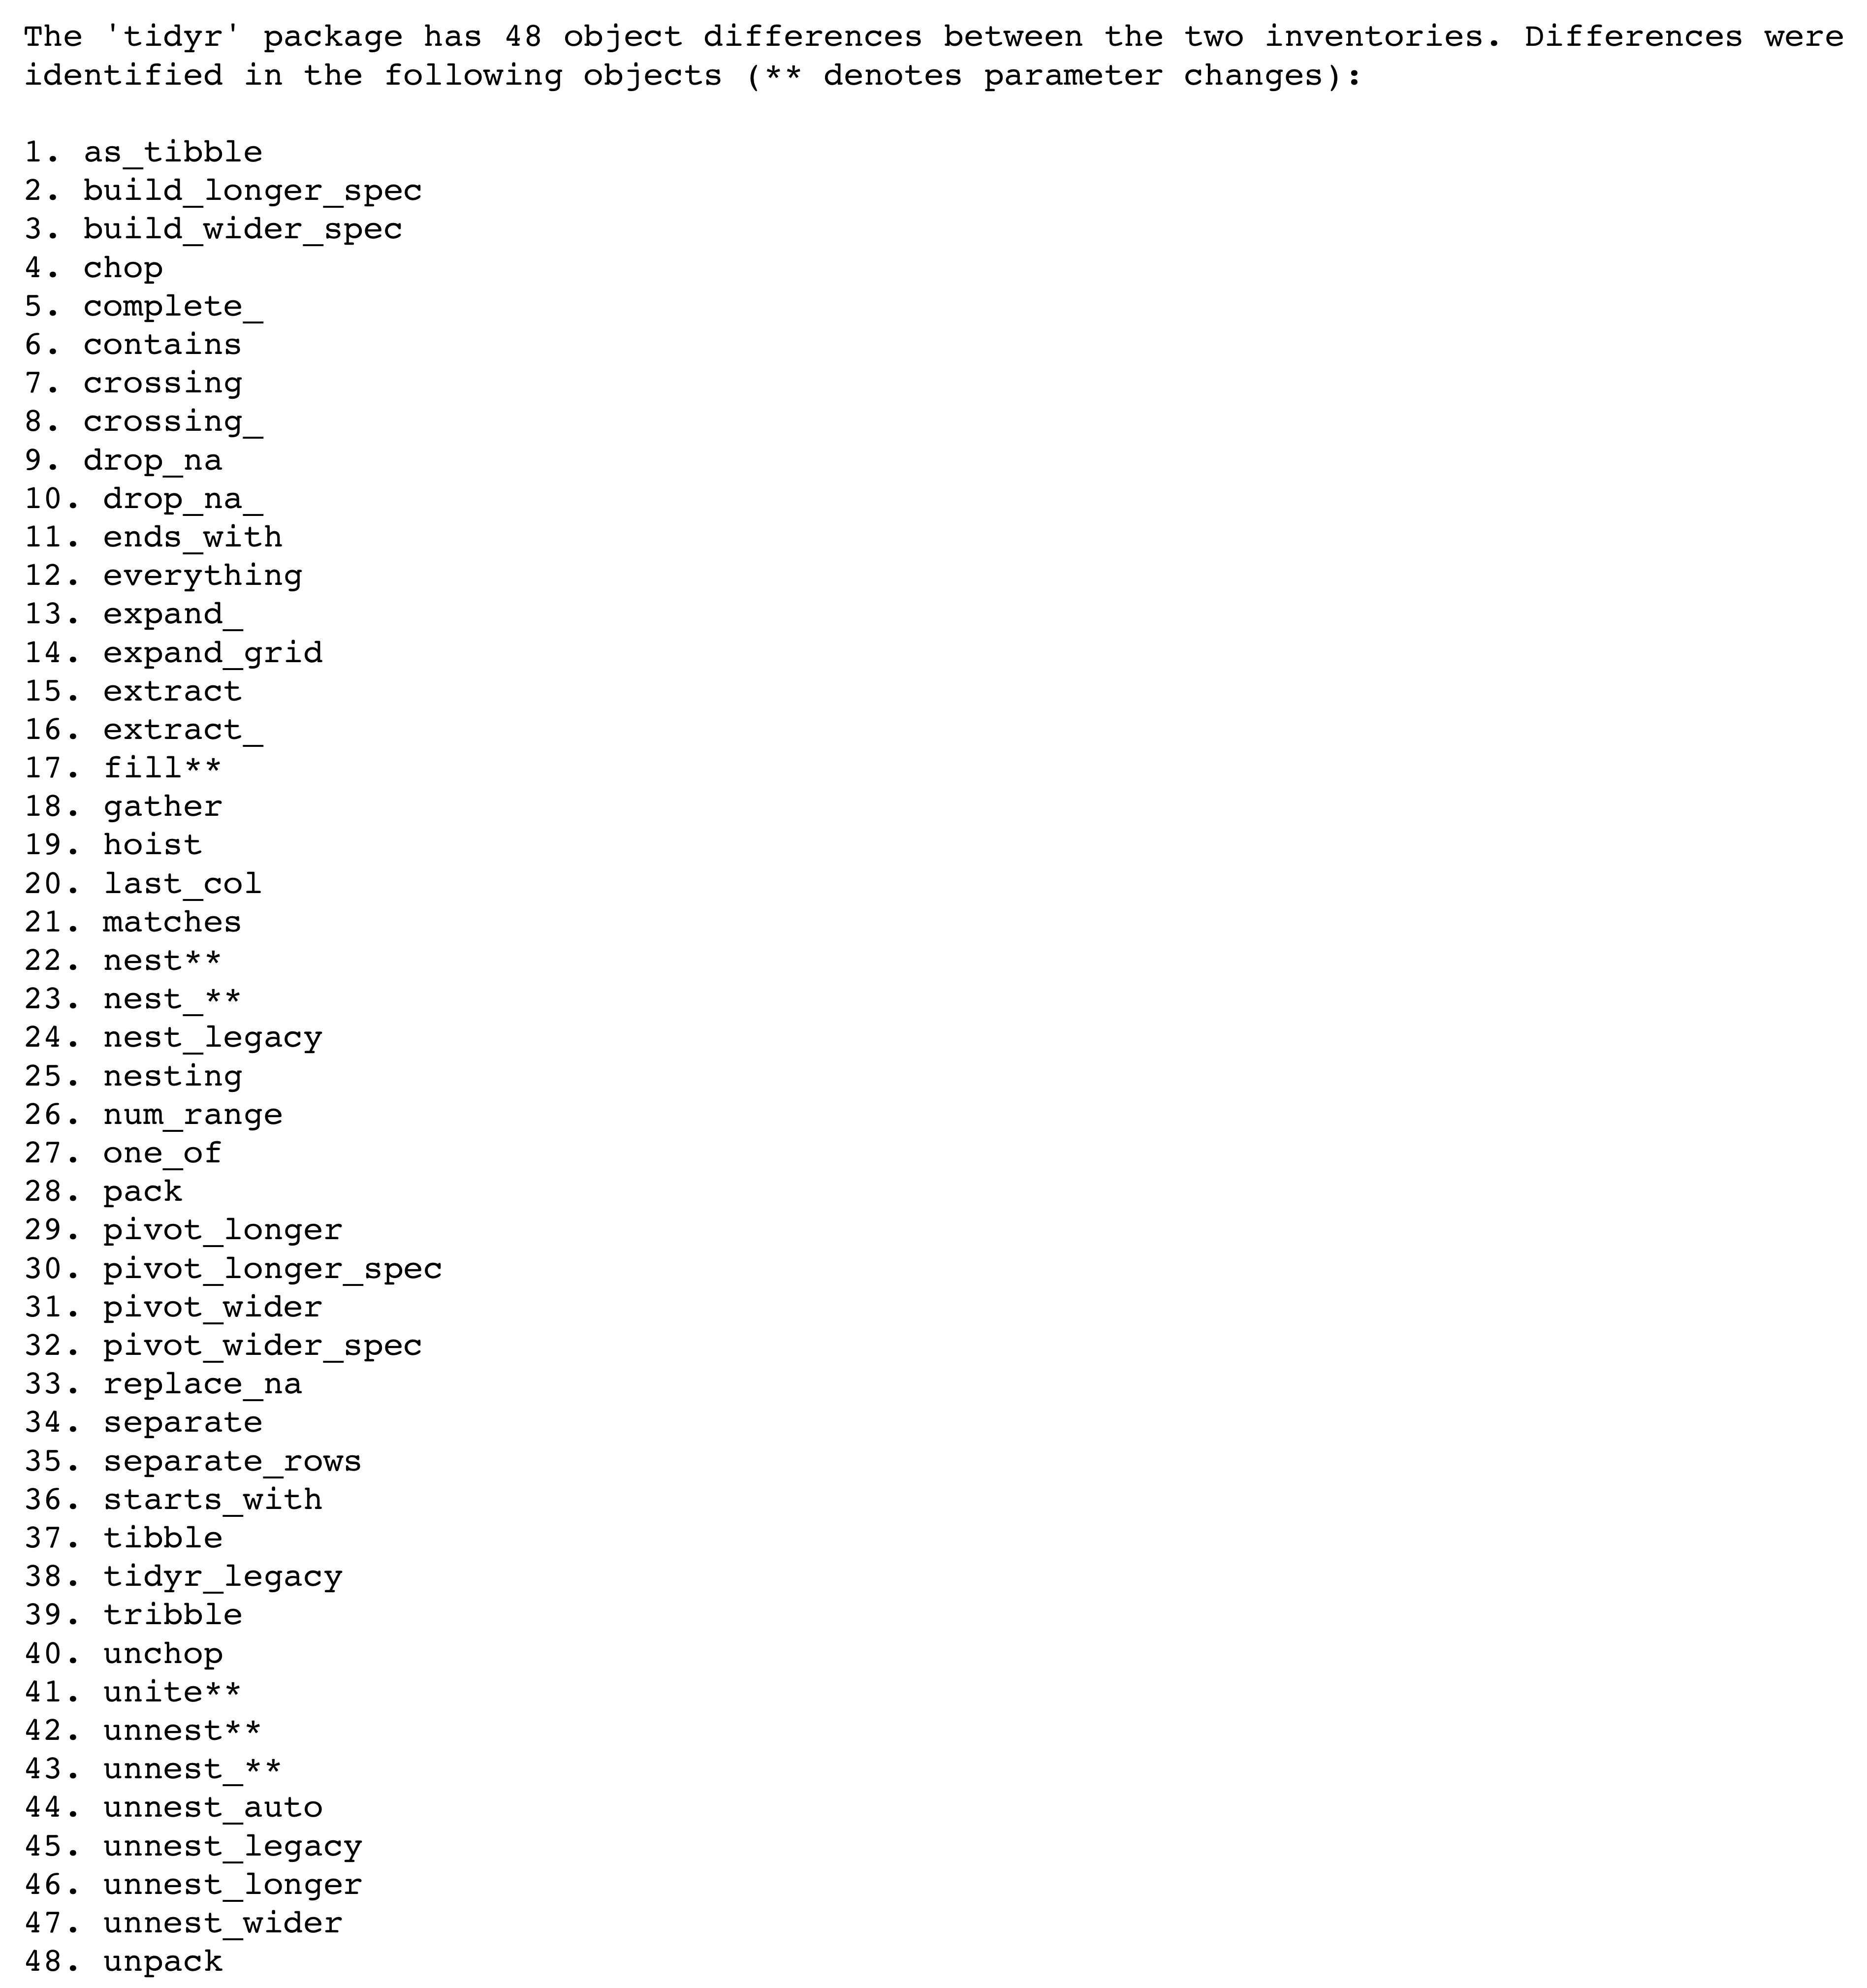 The 'tidyr' package has 48 object differences between the two inventories. Differences were
identified in the following objects (** denotes parameter changes):
1. as_tibble
2. build_longer_spec
3. build_wider_spec
4. chop
5. complete_
6. contains
7. crossing
8. crossing_
9. drop_na
10. drop_na_
11. ends_with
12. everything
13. expand_
14. expand_grid
15. extract
16. extract_
17. fill**
18. gather
19. hoist
20. last_col
21. matches
22. nest**
23. nest_**
24. nest_legacy
25. nesting
26. num_range
27. one_of
28. pack
29. pivot_longer
30. pivot_longer_spec
31. pivot_wider
32. pivot_wider_spec
33. replace_na
34. separate
35. separate_rows
36. starts_with
37. tibble
38. tidyr_legacy
39. tribble
40. unchop
41. unite**
42. unnest**
43. unnest_**
44. unnest_auto
45. unnest_legacy
46. unnest_longer
47. unnest_wider
48. unpack